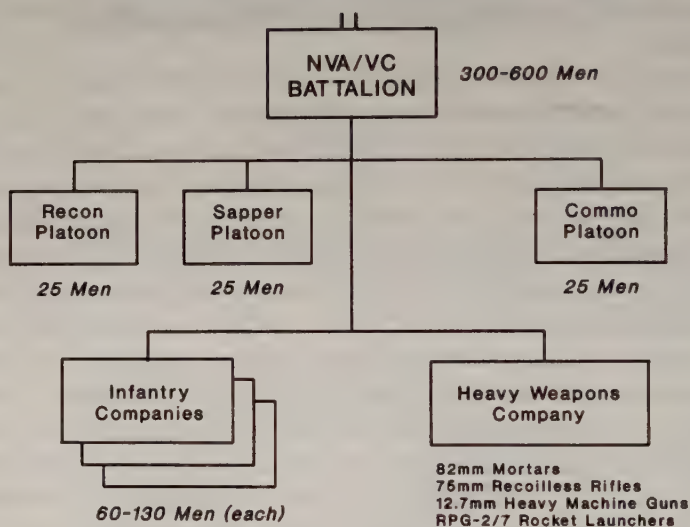 NVA/VC
BATTALION
300-600 Men
Recon
Platoon
Sapper
Platoon
Commo
Platoon
25 Men
25 Men
25 Men
Infantry
Companies
Heavy Weapons
Company
60-130 Men (each)
82mm Mortars
75mm Recoilless Rifles
12.7mm Heavy Machine Guns
RPG-2/7 Rocket Launchers